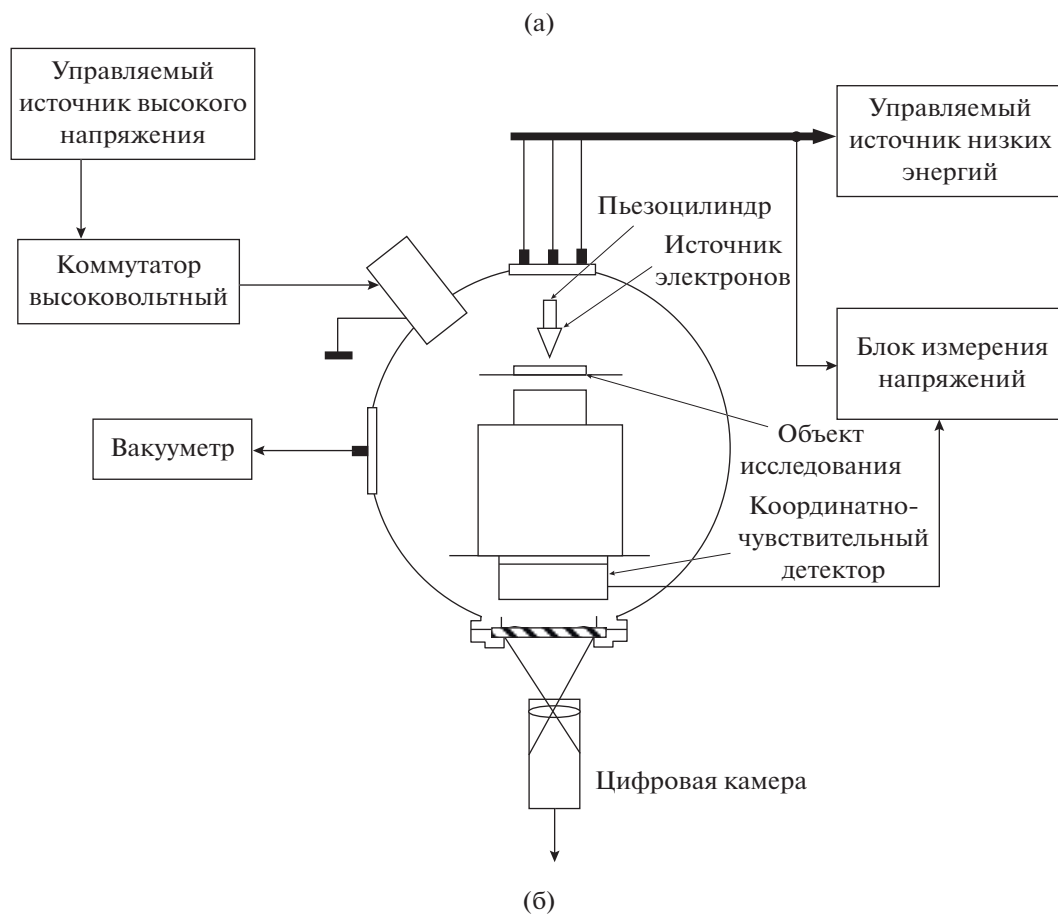 (а)
Управляемый
источник высокого
напряжения
Управляемый
источник низких
энергий
Пьезоцилиндр
Источник
электронов
Коммутатор
высоковольтный
Блок измерения
напряжений
Вакууметр
Объект
исследования
Координатно-
чувствительный
детектор
Цифровая камера
(б)